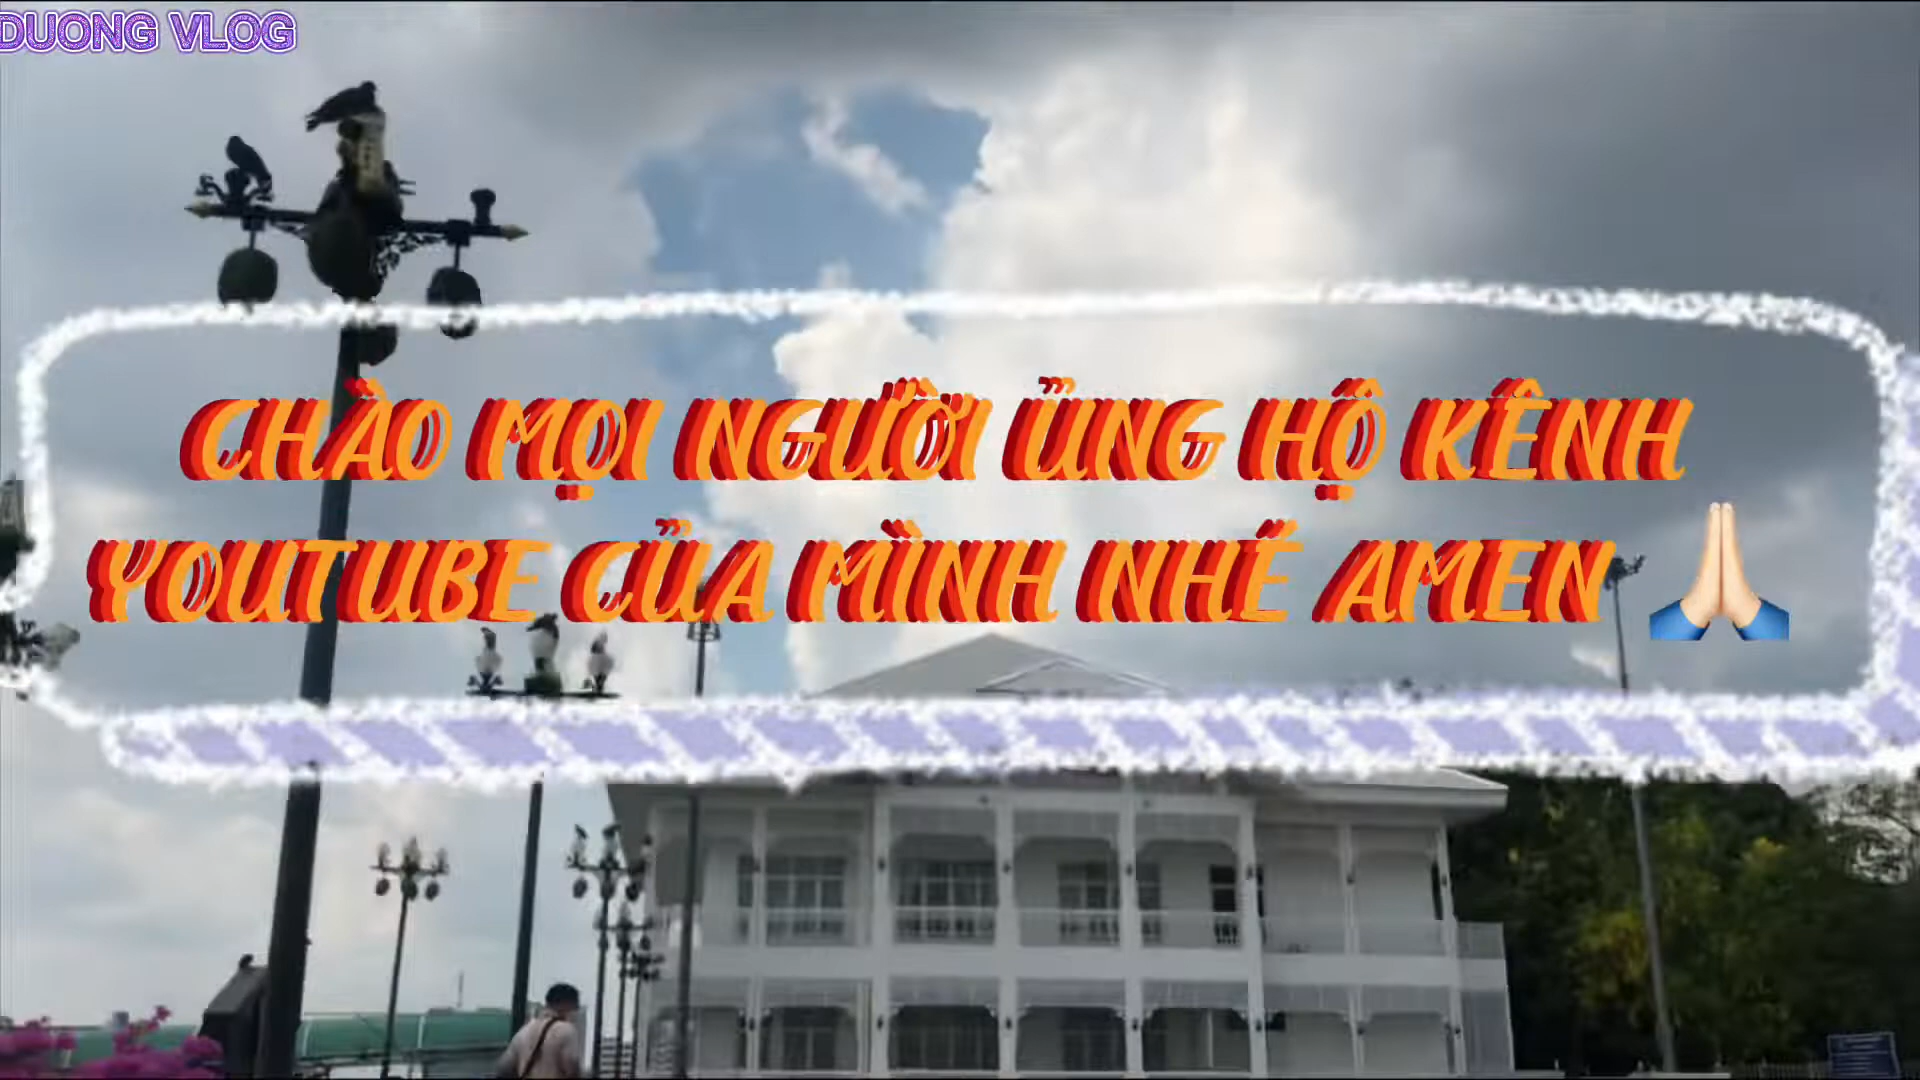 DUONG VLOG
CHÀO MỌI NGƯỜI ỦNG HỘ KÊNH
YOUTUBE CỦA MÌNH NHÉ AMEN 🙏🏻